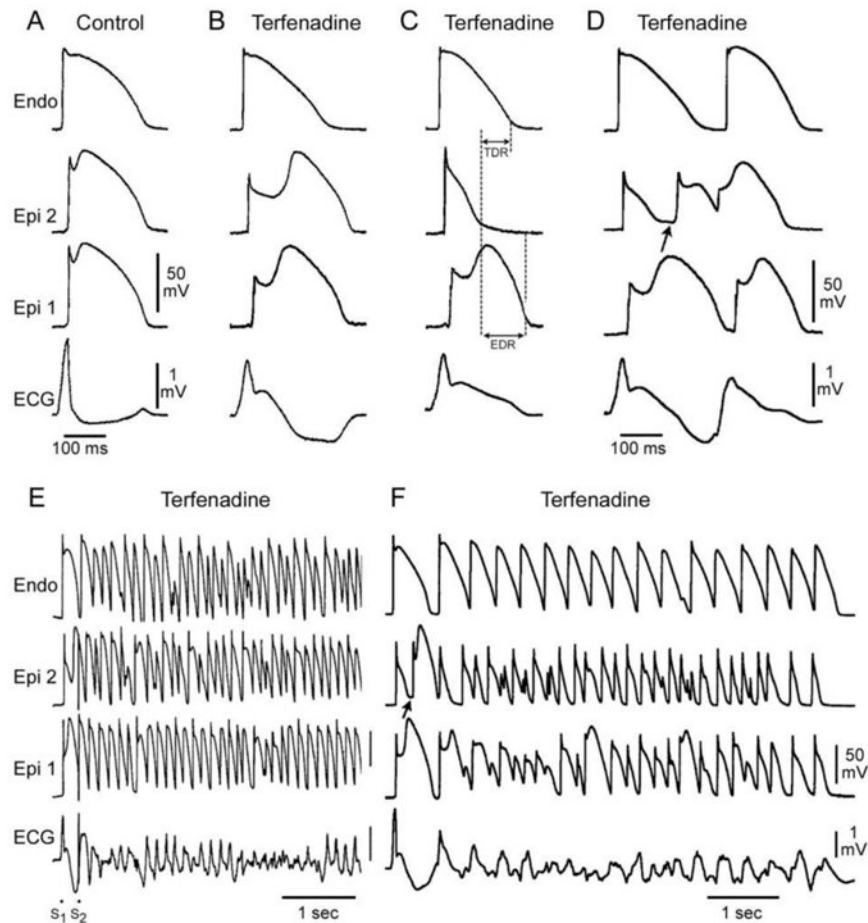 A Control B Terfenadine C Terfenadine D Terfenadine
Endo
TDR
Epi 2
50
mV
50
mV
Epi 1
EDR
1
mV
1
mV
ECG
100 ms
100 ms
E Terfenadine F Terfenadine
Endo
Epi 2
Epi 1
50
mV
ECG
1
mV
S1 S2
1 sec
1 sec